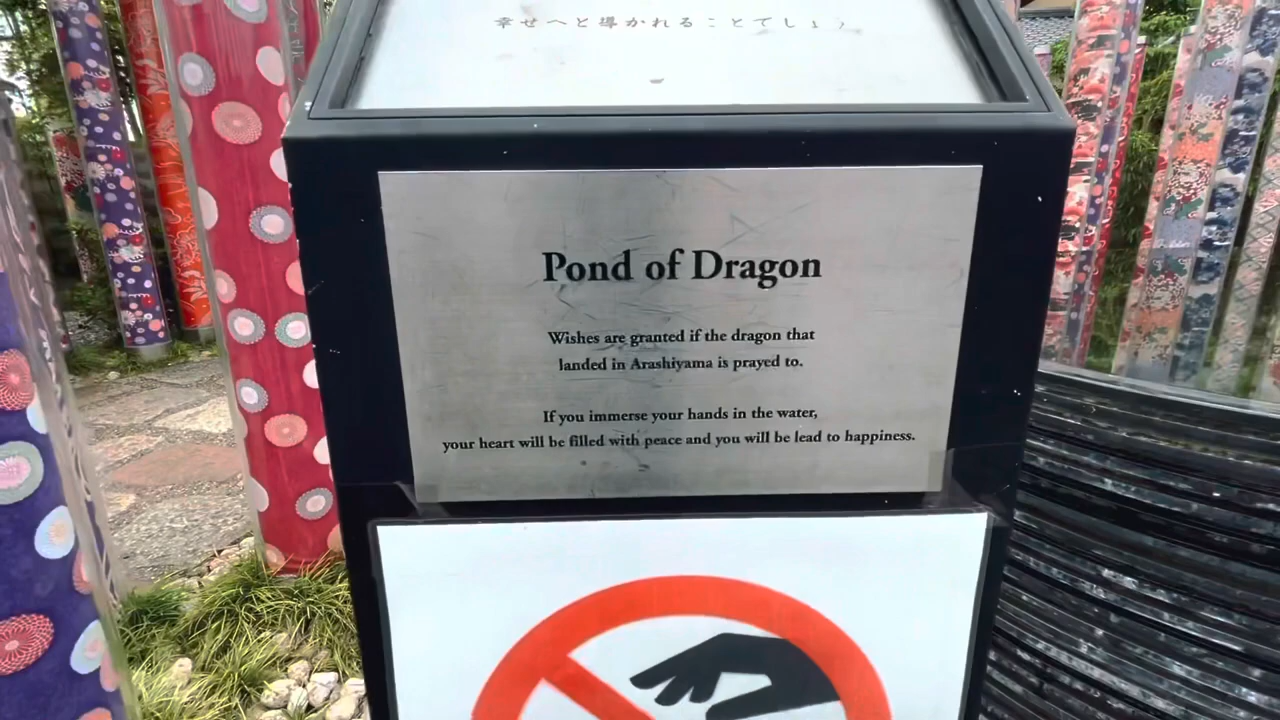 幸せへと導かれることでしょう
Pond of Dragon
Wishes are granted if the dragon that
landed in Arashiyama is prayed to.
If you immerse your hands in the water,
your heart will be filled with peace and you will be lead to happiness.